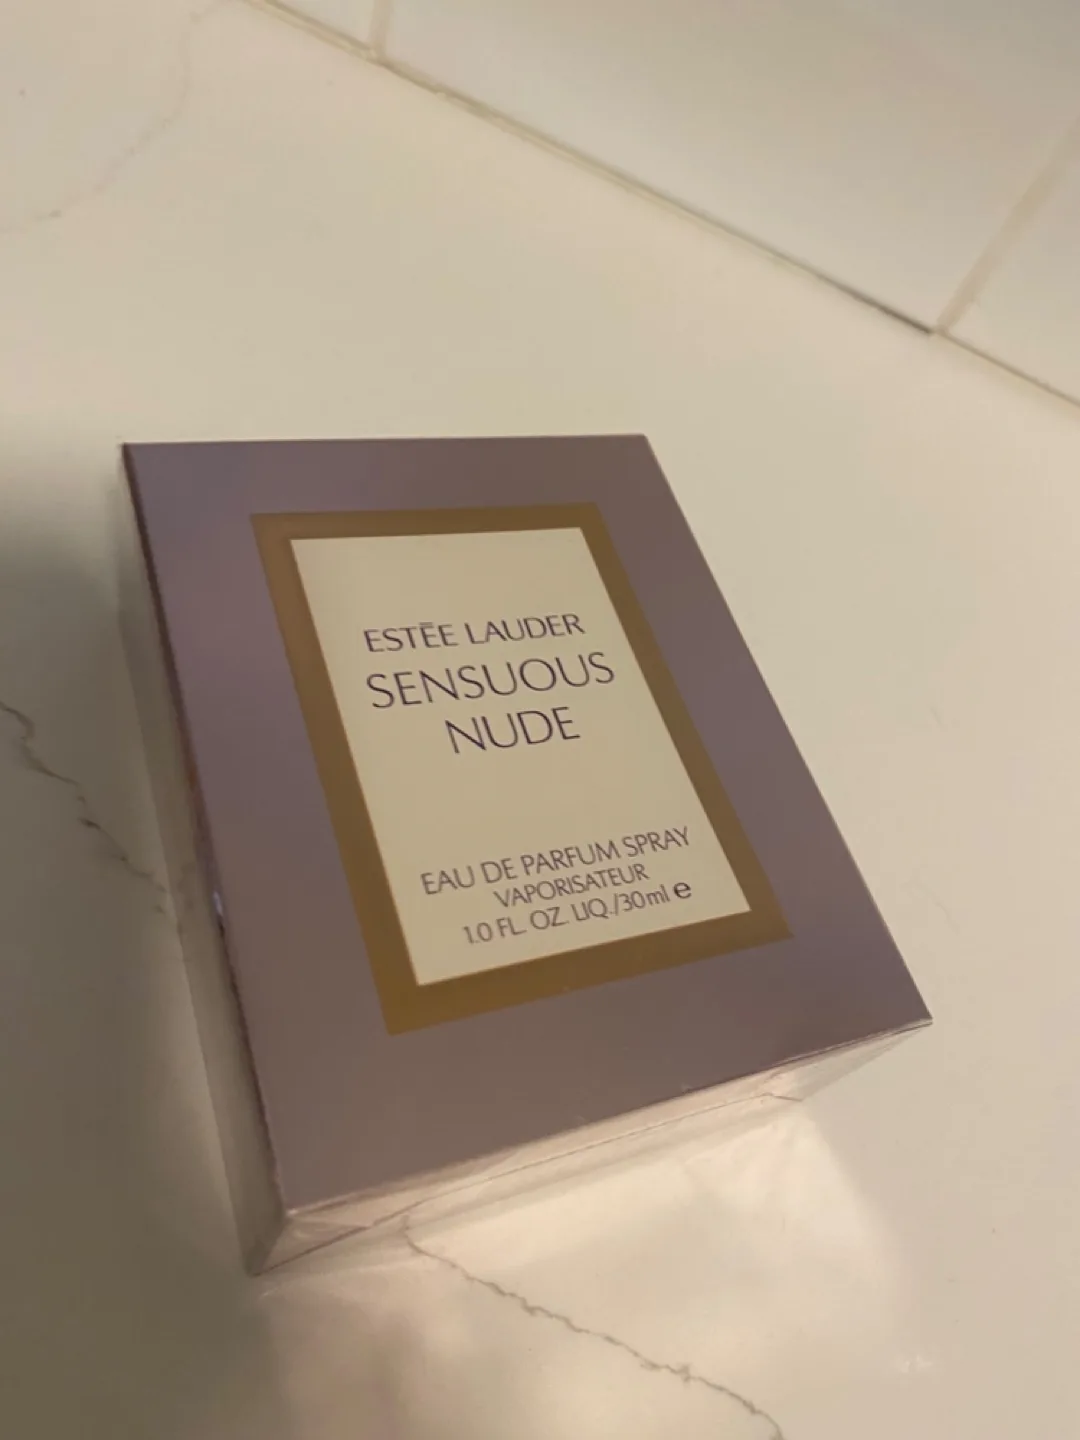 ESTĒE LAUDER
SENSUOUS
NUDE
EAU DE PARFUM SPRAY
VAPORISATEUR
1.0 FL. OZ. LIQ./30ml ℮